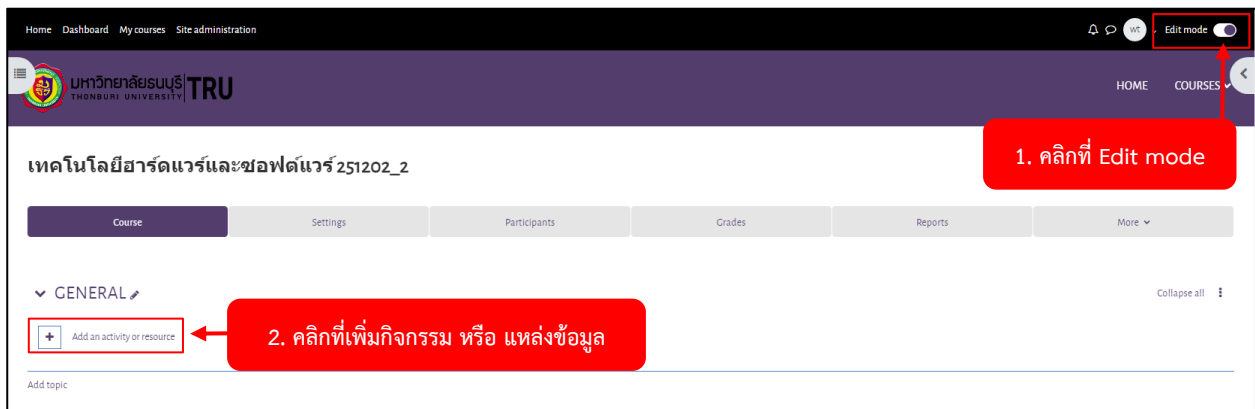 Home Dashboard My courses Site administration
wt Edit mode
มหาวิทยาลัยธนบุรี TRU
THONBURI UNIVERSITY
HOME COURSES
1. คลิกที่ Edit mode
เทคโนโลยีฮาร์ดแวร์และซอฟต์แวร์ 251202_2
Course Settings Participants Grades Reports More
GENERAL
Collapse all
Add an activity or resource
2. คลิกที่เพิ่มกิจกรรม หรือ แหล่งข้อมูล
Add topic